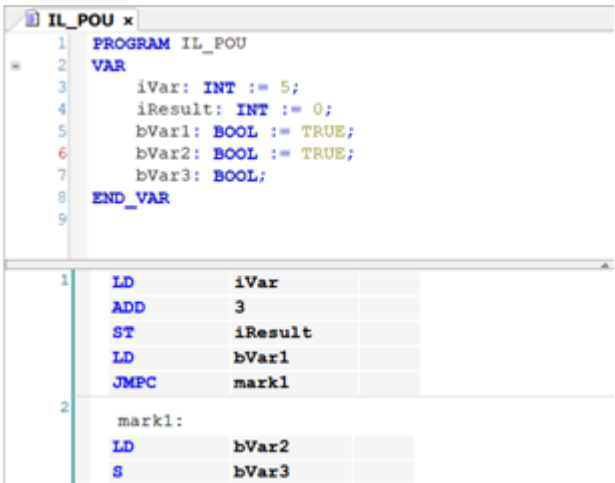 IL_POU x
1 PROGRAM IL_POU
2 VAR
3 iVar: INT := 5;
4 iResult: INT := 0;
5 bVar1: BOOL := TRUE;
6 bVar2: BOOL := TRUE;
7 bVar3: BOOL;
8 END_VAR
9
1 LD iVar
ADD 3
ST iResult
LD bVar1
JMPC mark1
2
mark1:
LD bVar2
S bVar3